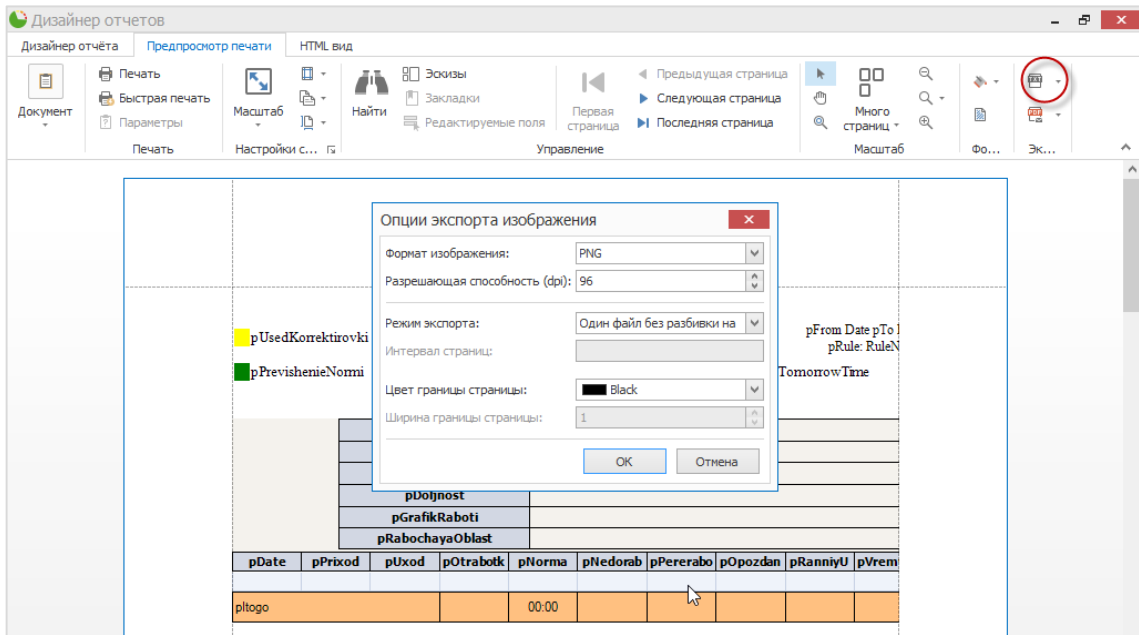 Дизайнер отчетов
Дизайнер отчёта Предпросмотр печати HTML вид
Документ
Печать
Быстрая печать
Параметры
Печать
Масштаб
Настройки с...
Найти
Эскизы
Закладки
Редактируемые поля
Первая страница
Предыдущая страница
Следующая страница
Последняя страница
Управление
Много страниц
Масштаб
Фо...
Эк...
Опции экспорта изображения
Формат изображения: PNG
Разрешающая способность (dpi): 96
Режим экспорта: Один файл без разбивки на
Интервал страниц:
Цвет границы страницы: Black
Ширина границы страницы: 1
OK Отмена
pUsedKorrektirovki
pFrom Date pTo
pRule: RuleN
pPrevishenieNormi
TomorrowTime
pDoljnost
pGrafikRaboti
pRabochayaOblast
pDate pPrixod pUxod pOtrabotk pNorma pNedorab pPererabo pOpozdan pRanniyU pVrem
pItogo 00:00